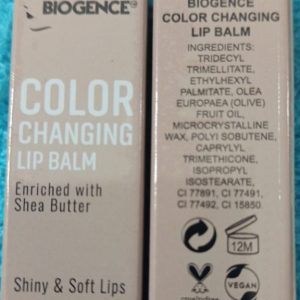 BIOGENCE
COLOR
CHANGING
LIP BALM
Enriched with
Shea Butter
Shiny & Soft Lips
BIOGENCE
COLOR CHANGING
LIP BALM
INGREDIENTS:
TRIDECYL
TRIMELLITATE,
ETHYLHEXYL
PALMITATE, OLEA
EUROPAEA (OLIVE)
FRUIT OIL,
MICROCRYSTALLINE
WAX, POLYI SOBUTENE,
CAPRYLYL
TRIMETHICONE,
ISOPROPYL
ISOSTEARATE,
CI 77891, CI 77491,
CI 77492, CI 15850.
12M
VEGAN